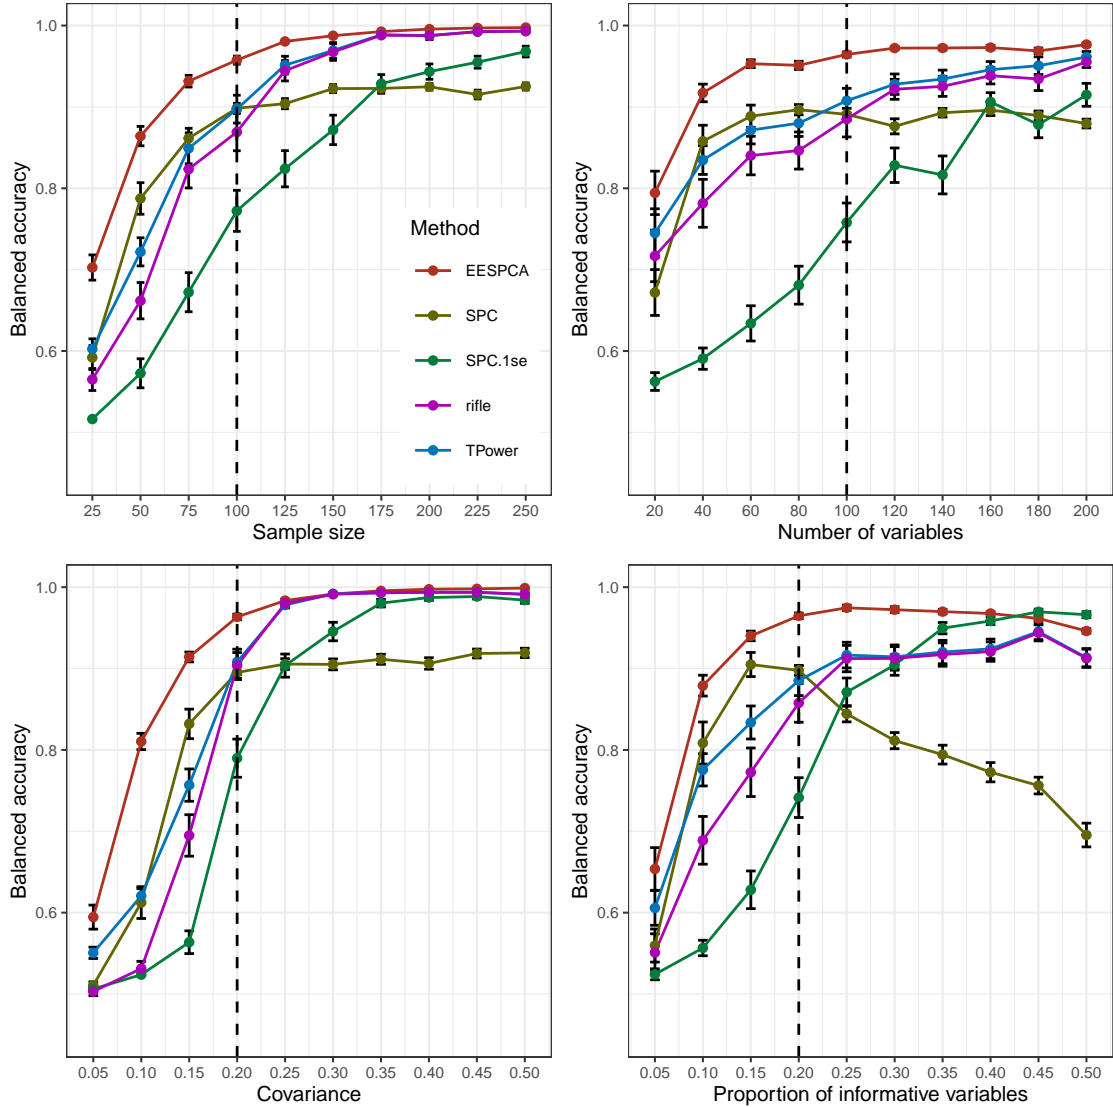 1.0
0.8
0.6
Balanced accuracy
Method
EESPCA
SPC
SPC.1se
rifle
TPower
25 50 75 100 125 150 175 200 225 250
Sample size
1.0
0.8
0.6
Balanced accuracy
20 40 60 80 100 120 140 160 180 200
Number of variables
1.0
0.8
0.6
Balanced accuracy
0.05 0.10 0.15 0.20 0.25 0.30 0.35 0.40 0.45 0.50
Covariance
1.0
0.8
0.6
Balanced accuracy
0.05 0.10 0.15 0.20 0.25 0.30 0.35 0.40 0.45 0.50
Proportion of informative variables